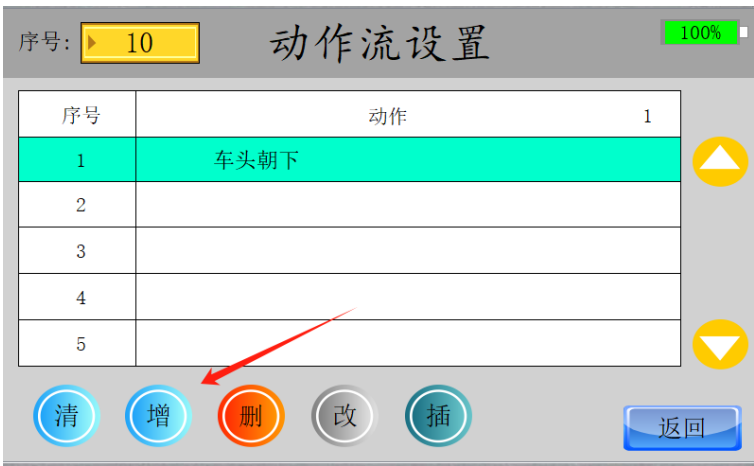 序号: 10 动作流设置 100%
序号 动作 1
1 车头朝下
2
3
4
5
清 增 删 改 插 返回